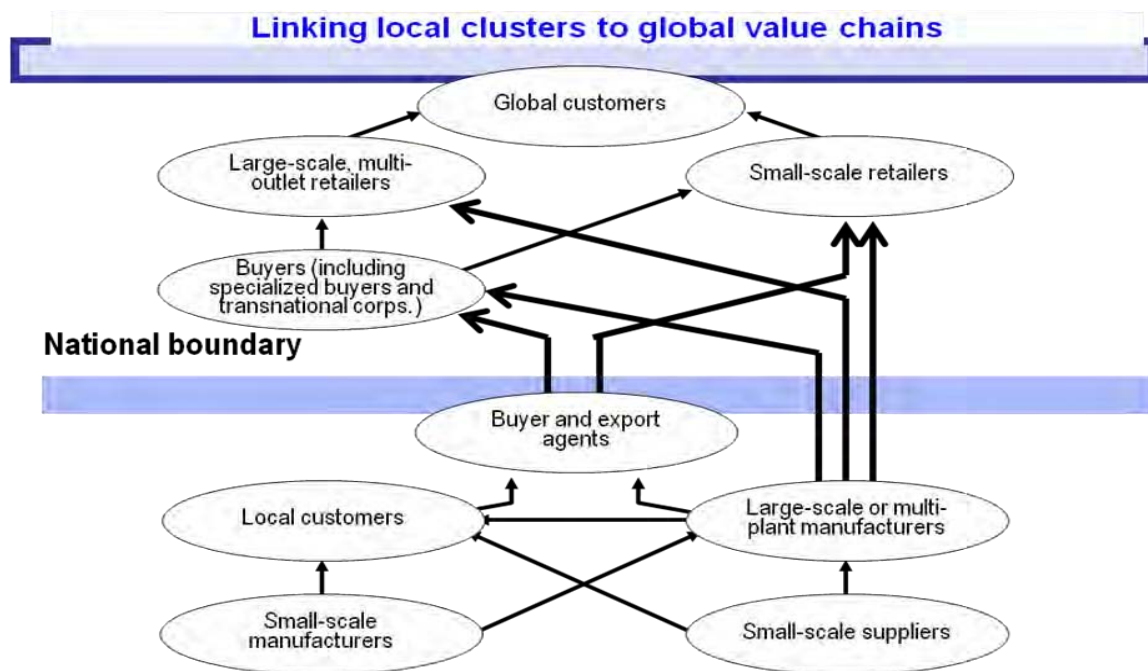 Linking local clusters to global value chains
Global customers
Large-scale, multi-
outlet retailers
Small-scale retailers
Buyers (including
specialized buyers and
transnational corps.)
National boundary
Buyer and export
agents
Local customers
Large-scale or multi-
plant manufacturers
Small-scale
manufacturers
Small-scale suppliers